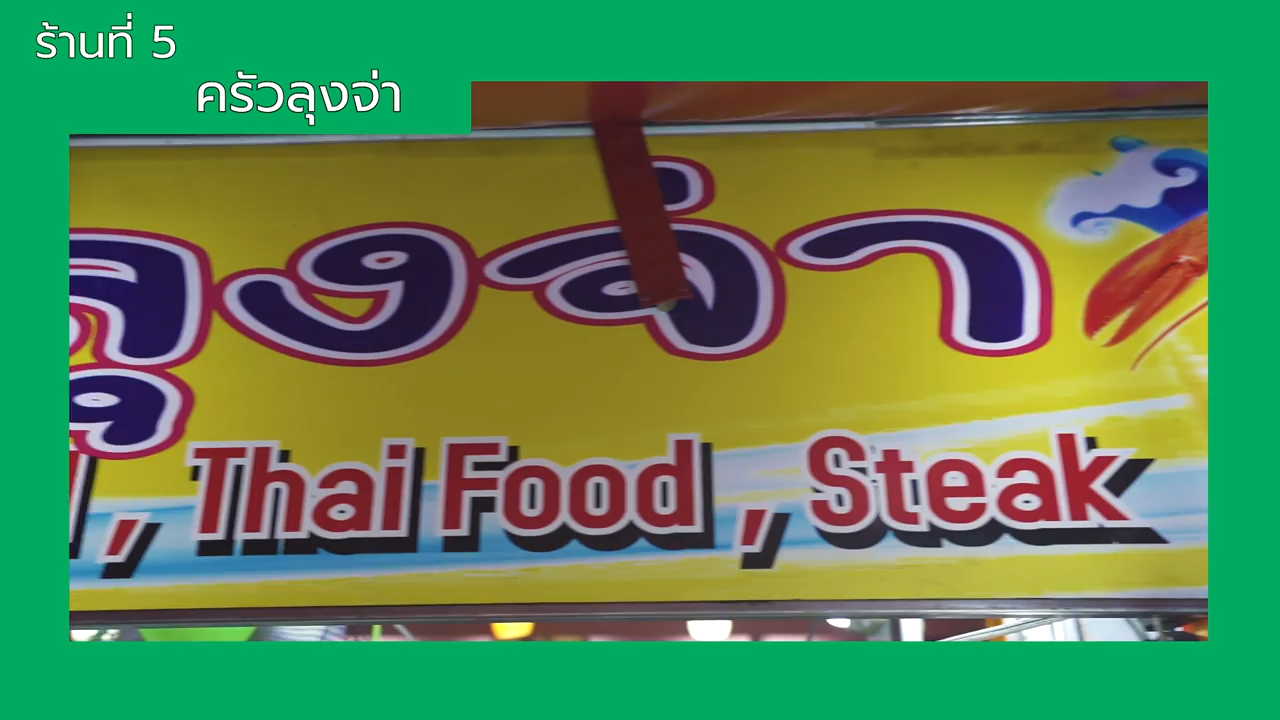 ร้านที่ 5
ครัวลุงจ่า
ลุงจ่า
, Thai Food , Steak